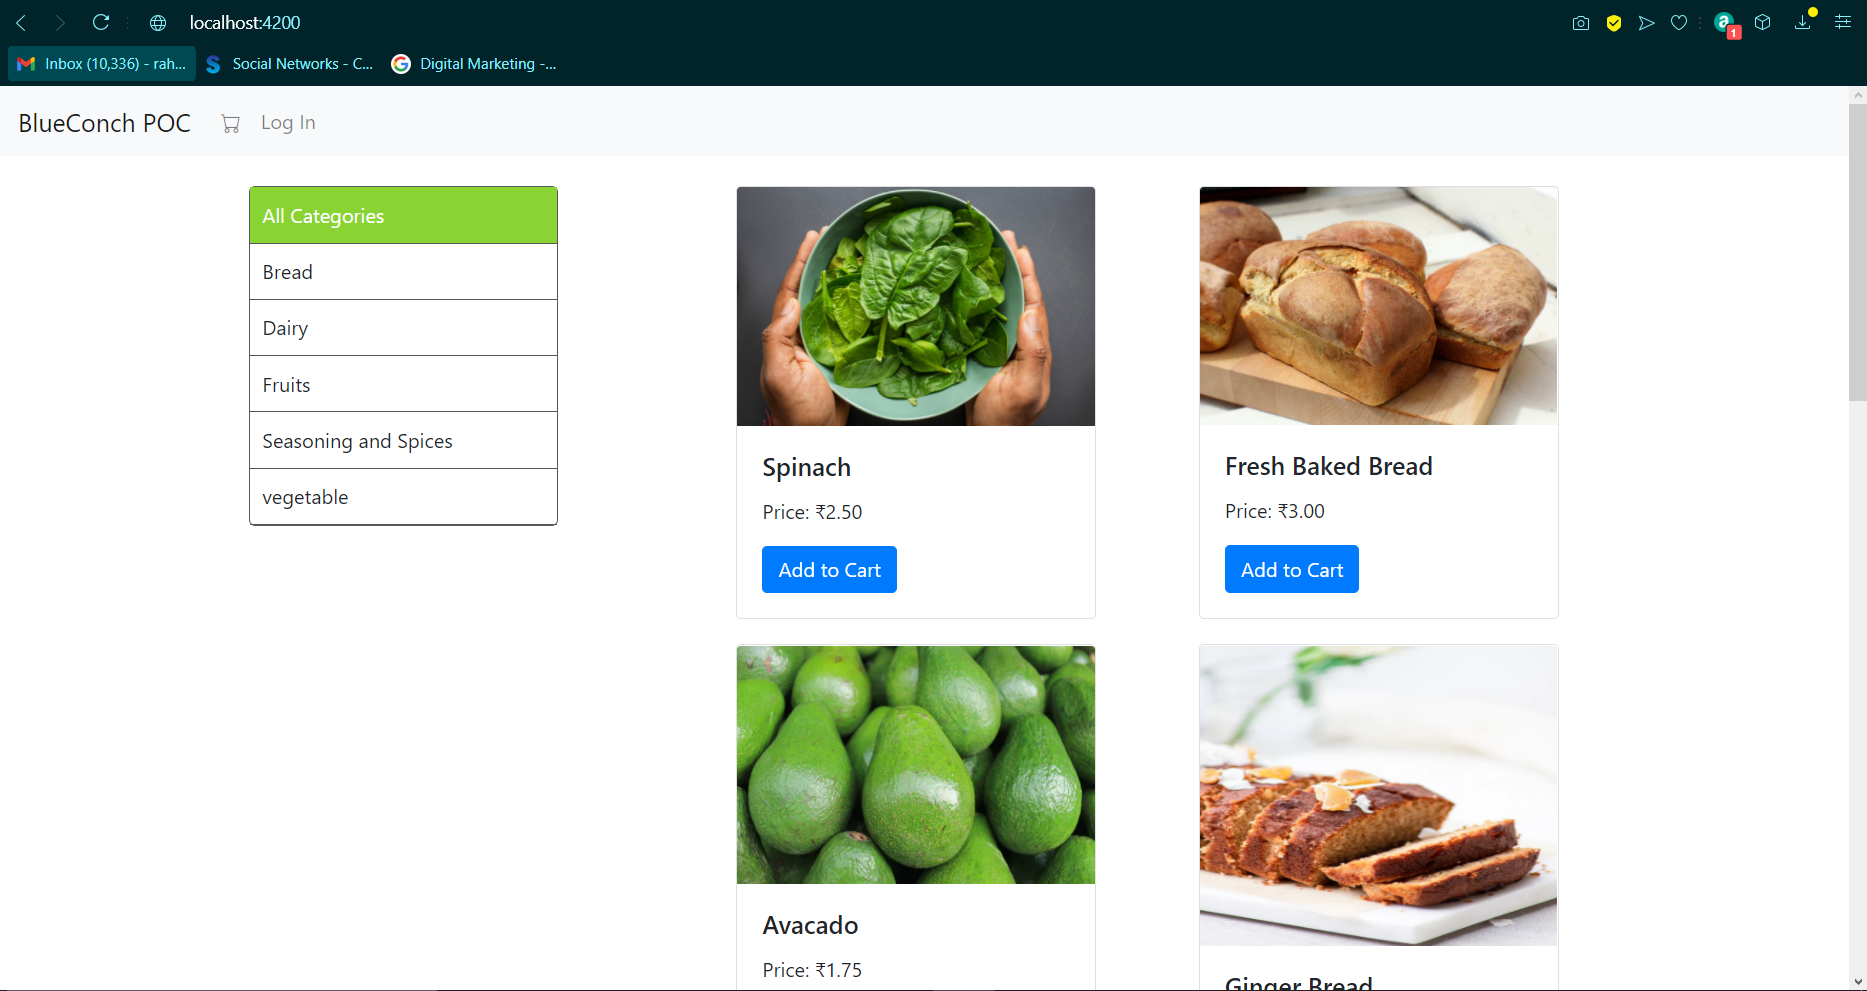 localhost:4200
1
Inbox (10,336) - rah...
Social Networks - C...
Digital Marketing -...
BlueConch POC
Log In
All Categories
Bread
Dairy
Fruits
Seasoning and Spices
vegetable
Spinach
Price: ₹2.50
Add to Cart
Fresh Baked Bread
Price: ₹3.00
Add to Cart
Avacado
Price: ₹1.75
Ginger Bread